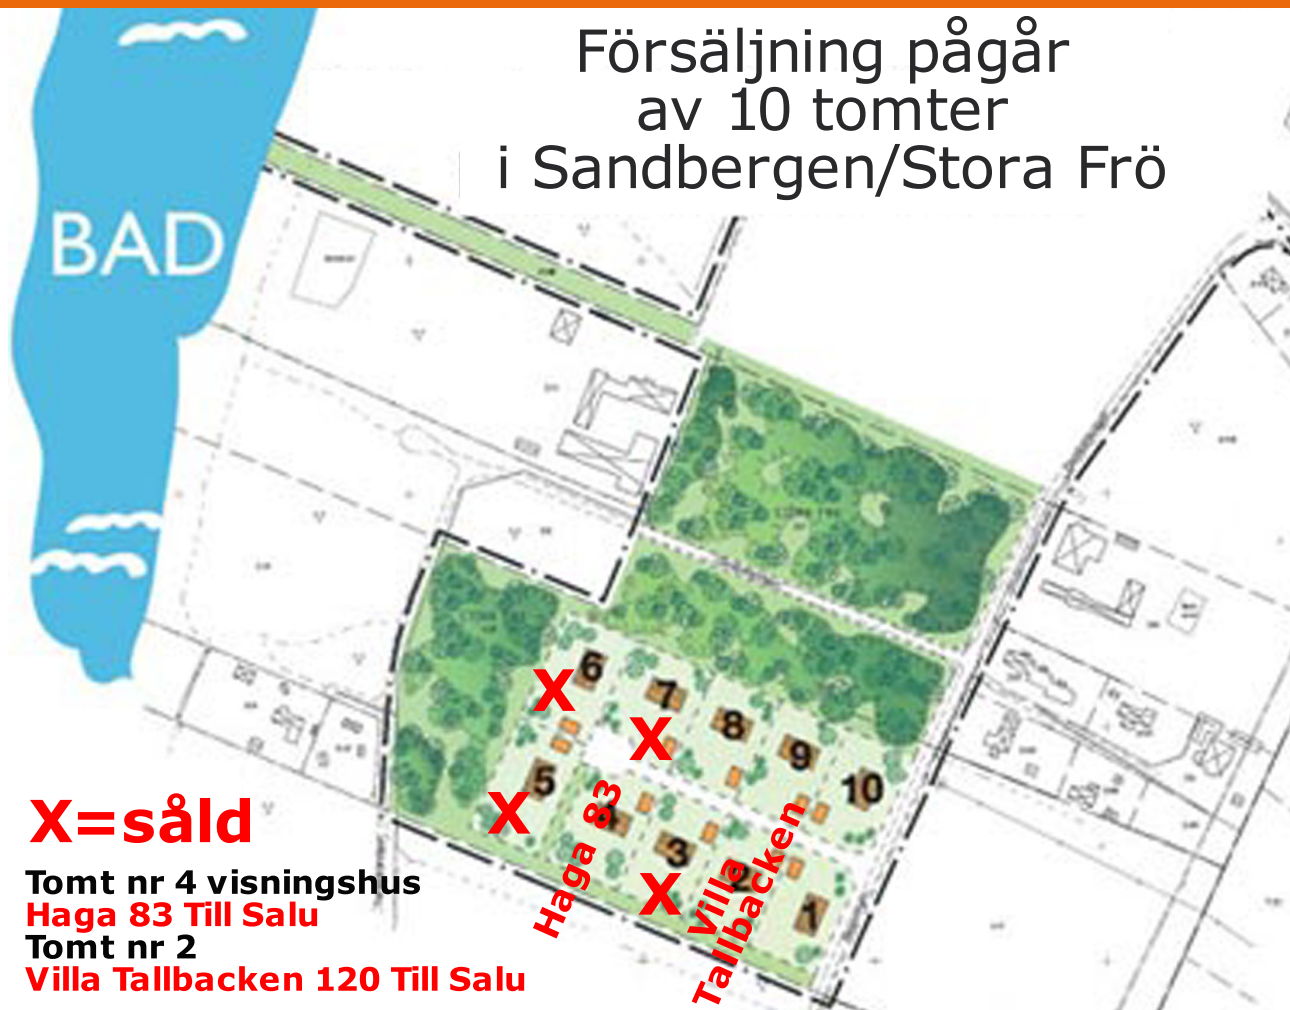 Försäljning pågår
av 10 tomter
i Sandbergen/Stora Frö
BAD
6
7
8
9
10
5
4
3
2
1
X
X
X
X
Haga 83
Villa
Tallbacken
X=såld
Tomt nr 4 visningshus
Haga 83 Till Salu
Tomt nr 2
Villa Tallbacken 120 Till Salu